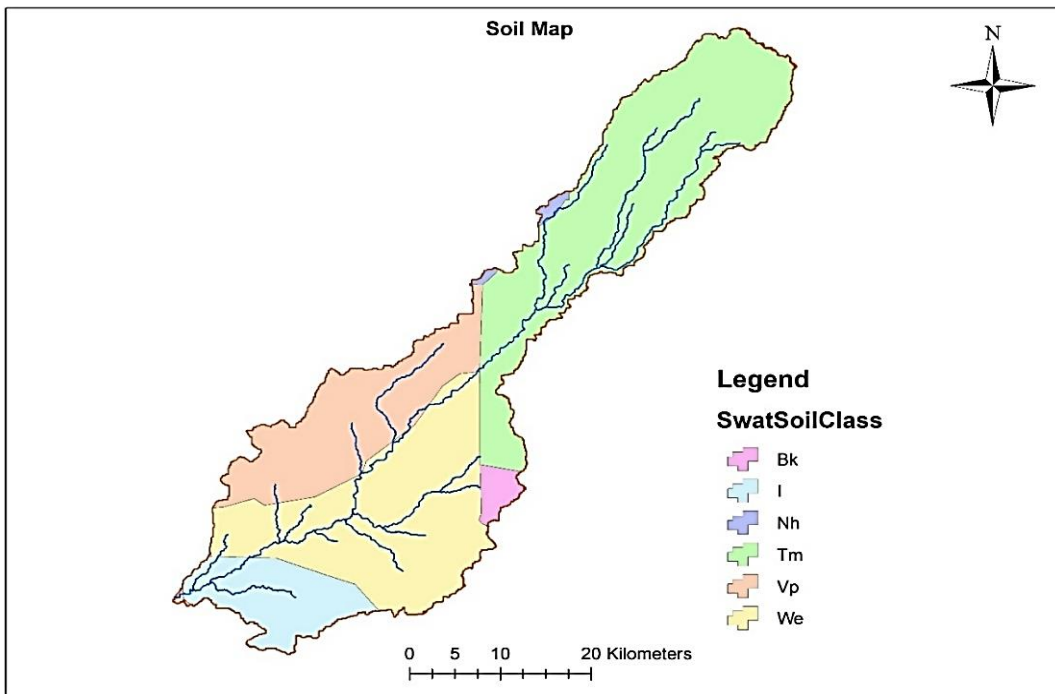 Soil Map
N
Legend
SwatSoilClass
Bk
I
Nh
Tm
Vp
We
0 5 10 20 Kilometers